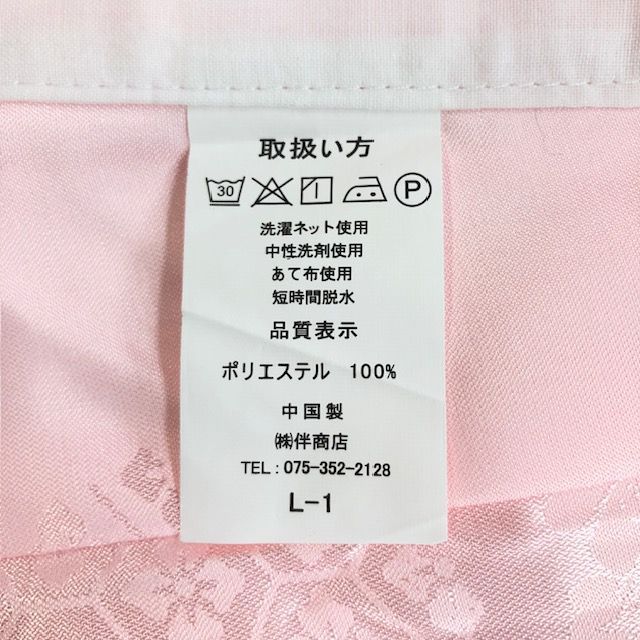 取扱い方
30 P
洗濯ネット使用
中性洗剤使用
あて布使用
短時間脱水
品質表示
ポリエステル 100%
中国製
㈱伴商店
TEL：075-352-2128
L-1